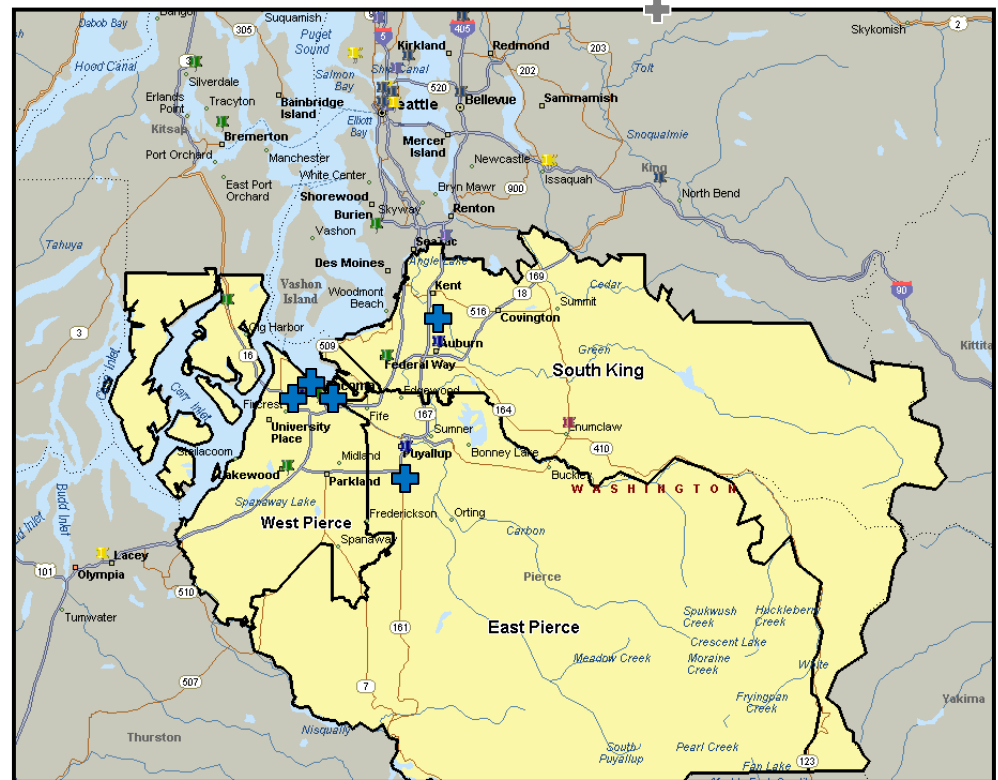 Dabob Bay
Suquamish
305
Puget
Sound
5
405
Kirkland
Redmond
203
Skykomish
2
Hood Canal
3
Silverdale
Salmon
Bay
Ship Canal
202
Tolt
Erlands
Point
Tracyton
Bainbridge
Island
520
Seattle
Bellevue
Sammamish
Kitsap
Bremerton
Elliott
Bay
Mercer
Island
Snoqualmie
Port Orchard
Manchester
Newcastle
King
White Center
Issaquah
East Port
Orchard
Bryn Mawr
900
North Bend
Shorewood
Skyway
Renton
Burien
Vashon
Tahuya
Angle Lake
Des Moines
169
Vashon
Island
Woodmont
Beach
Kent
18
Cedar
90
516
Summit
Covington
3
Gig Harbor
509
Auburn
Green
Kittita
16
Federal Way
South King
Carr Inlet
Fircrest
Edgewood
Fife
167
164
University
Place
Sumner
Enumclaw
410
Steilacoom
Puyallup
Bonney Lake
Midland
Lakewood
Parkland
Buckley
WASHINGTON
Budd Inlet
Spanaway Lake
Frederickson
Orting
West Pierce
Carbon
Spanaway
Lacey
101
Olympia
Pierce
510
Tumwater
161
East Pierce
Spukwush
Creek
Huckleberry
Creek
Crescent Lake
Meadow Creek
Moraine
Creek
White
507
7
Fryingpan
Creek
Yakima
Nisqually
Thurston
South
Puyallup
Pearl Creek
Fan Lake
123